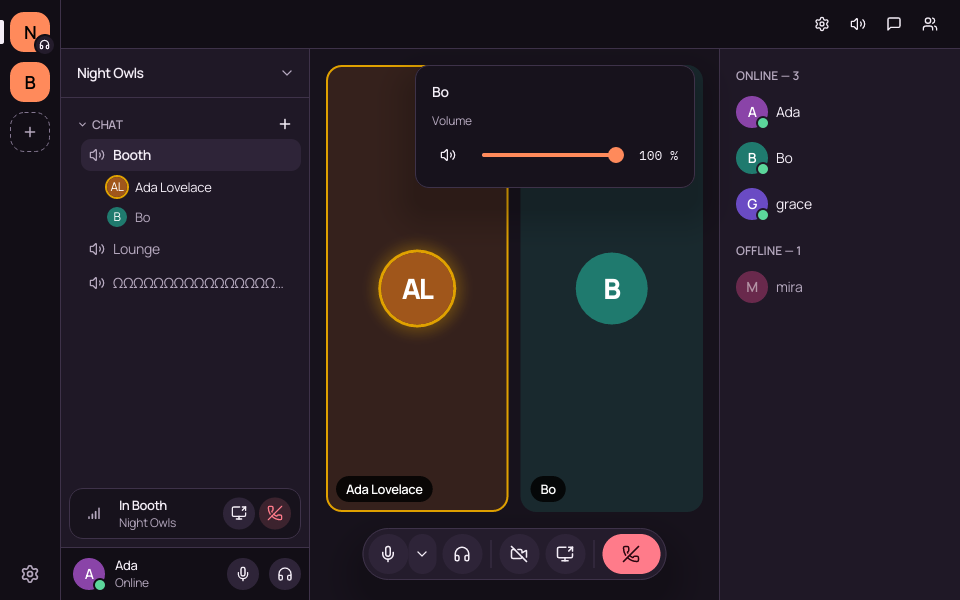 N
B
Night Owls
CHAT
Booth
AL Ada Lovelace
B Bo
Lounge
ΩΩΩΩΩΩΩΩΩΩΩΩΩΩΩ...
In Booth
Night Owls
A
Ada
Online
Bo
Volume
100 %
AL
B
Ada Lovelace
Bo
ONLINE — 3
A Ada
B Bo
G grace
OFFLINE — 1
M mira